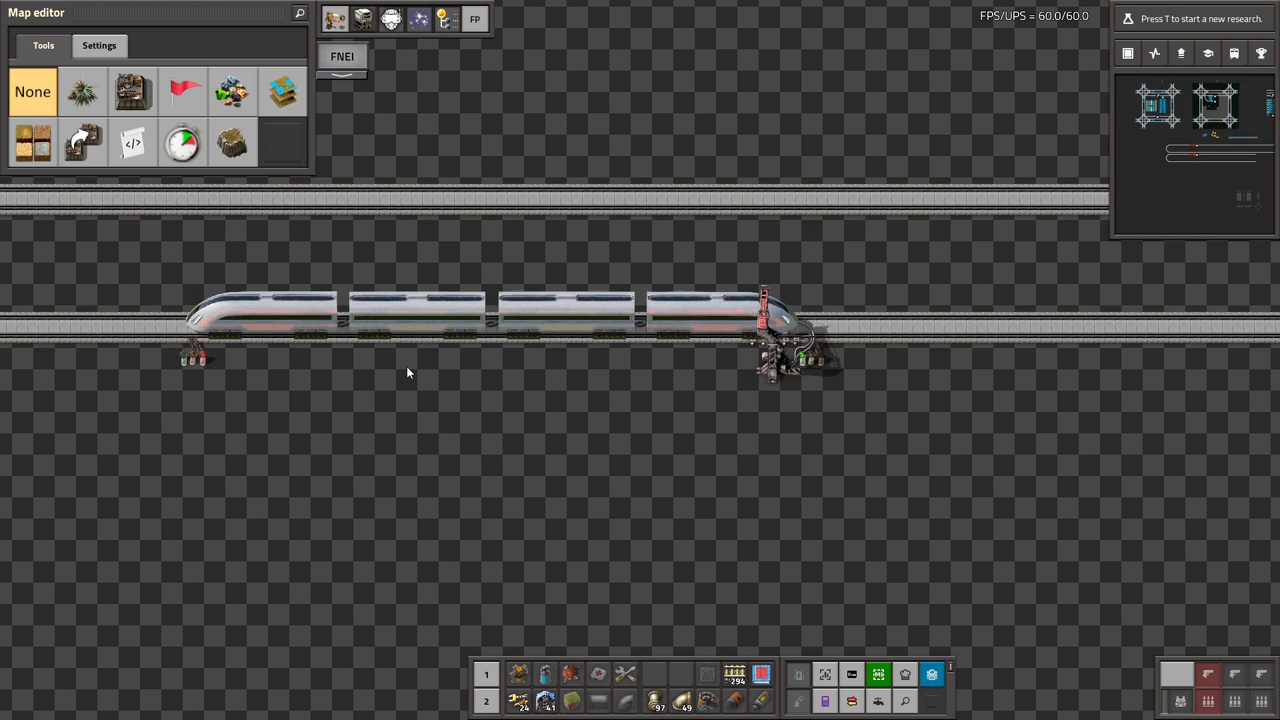 Map editor
FP
FPS/UPS = 60.0/60.0
Press T to start a new research.
Tools
Settings
FNEI
None
</>
1
294
2
24
41
97
49